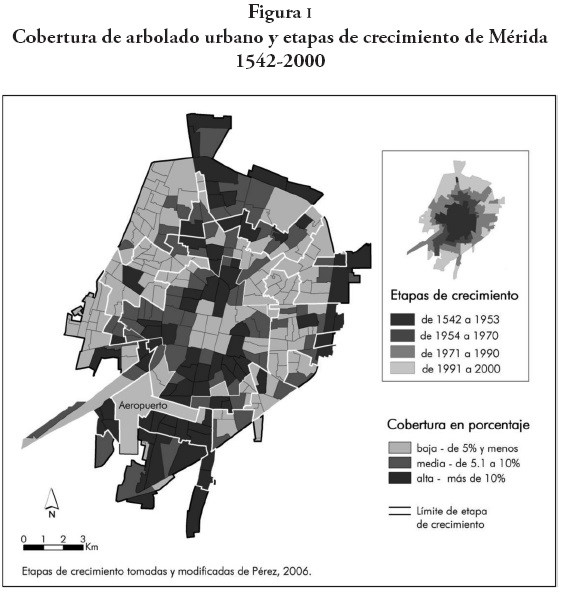 Figura I
Cobertura de arbolado urbano y etapas de crecimiento de Mérida
1542-2000
Etapas de crecimiento
de 1542 a 1953
de 1954 a 1970
de 1971 a 1990
de 1991 a 2000
Aeropuerto
Cobertura en porcentaje
baja - de 5% y menos
media - de 5.1 a 10%
alta - más de 10%
Límite de etapa
de crecimiento
N
0 1 2 3
Km
Etapas de crecimiento tomadas y modificadas de Pérez, 2006.